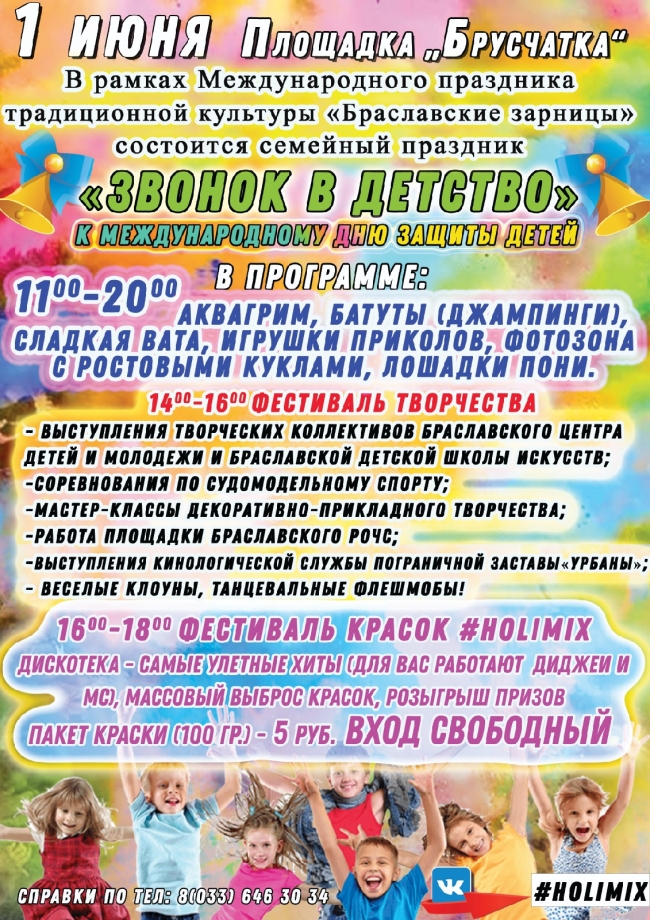 1 ИЮНЯ Площадка „Брусчатка“
В рамках Международного праздника
традиционной культуры «Браславские зарницы»
состоится семейный праздник
«ЗВОНОК В ДЕТСТВО»
К МЕЖДУНАРОДНОМУ ДНЮ ЗАЩИТЫ ДЕТЕЙ
В ПРОГРАММЕ:
11⁰⁰-20⁰⁰ АКВАГРИМ, БАТУТЫ (ДЖАМПИНГИ),
СЛАДКАЯ ВАТА, ИГРУШКИ ПРИКОЛОВ, ФОТОЗОНА
С РОСТОВЫМИ КУКЛАМИ, ЛОШАДКИ ПОНИ.
14⁰⁰-16⁰⁰ ФЕСТИВАЛЬ ТВОРЧЕСТВА
- ВЫСТУПЛЕНИЯ ТВОРЧЕСКИХ КОЛЛЕКТИВОВ БРАСЛАВСКОГО ЦЕНТРА
ДЕТЕЙ И МОЛОДЕЖИ И БРАСЛАВСКОЙ ДЕТСКОЙ ШКОЛЫ ИСКУССТВ;
-СОРЕВНОВАНИЯ ПО СУДОМОДЕЛЬНОМУ СПОРТУ;
-МАСТЕР-КЛАССЫ ДЕКОРАТИВНО-ПРИКЛАДНОГО ТВОРЧЕСТВА;
-РАБОТА ПЛОЩАДКИ БРАСЛАВСКОГО РОЧС;
-ВЫСТУПЛЕНИЯ КИНОЛОГИЧЕСКОЙ СЛУЖБЫ ПОГРАНИЧНОЙ ЗАСТАВЫ«УРБАНЫ»;
- ВЕСЕЛЫЕ КЛОУНЫ, ТАНЦЕВАЛЬНЫЕ ФЛЕШМОБЫ!
16⁰⁰-18⁰⁰ ФЕСТИВАЛЬ КРАСОК #HOLIMIX
ДИСКОТЕКА - САМЫЕ УЛЕТНЫЕ ХИТЫ (ДЛЯ ВАС РАБОТАЮТ ДИДЖЕИ И
МС), МАССОВЫЙ ВЫБРОС КРАСОК, РОЗЫГРЫШ ПРИЗОВ
ПАКЕТ КРАСКИ (100 ГР.) - 5 РУБ. ВХОД СВОБОДНЫЙ
СПРАВКИ ПО ТЕЛ: 8(033) 646 30 34
#HOLIMIX